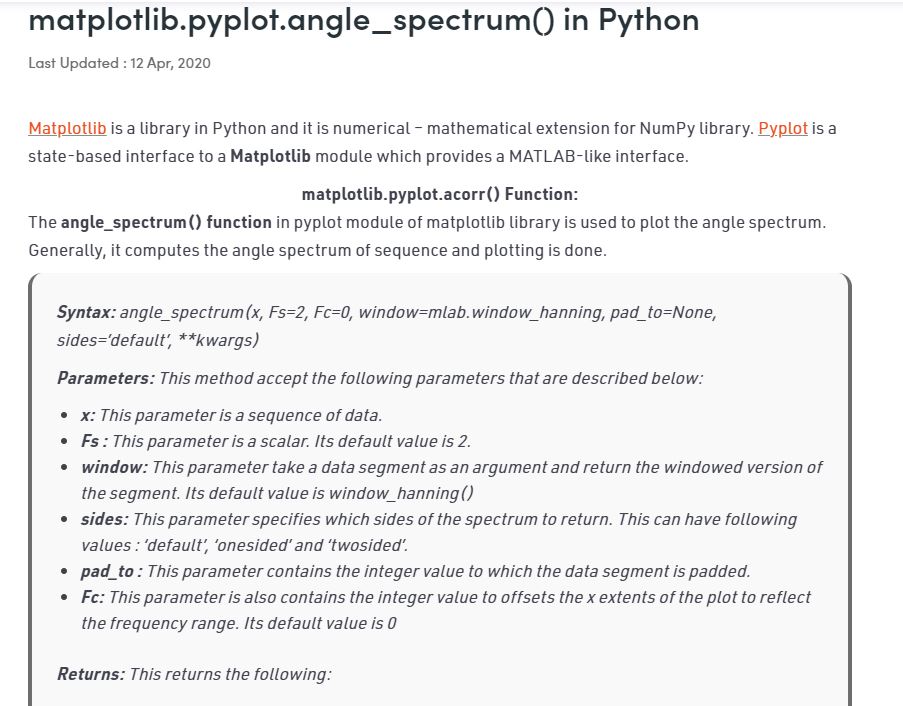 matplotlib.pyplot.angle_spectrum() in Python
Last Updated : 12 Apr, 2020
Matplotlib is a library in Python and it is numerical – mathematical extension for NumPy library. Pyplot is a
state-based interface to a Matplotlib module which provides a MATLAB-like interface.
matplotlib.pyplot.acorr() Function:
The angle_spectrum() function in pyplot module of matplotlib library is used to plot the angle spectrum.
Generally, it computes the angle spectrum of sequence and plotting is done.
Syntax: angle_spectrum(x, Fs=2, Fc=0, window=mlab.window_hanning, pad_to=None,
sides='default', **kwargs)
Parameters: This method accept the following parameters that are described below:
• x: This parameter is a sequence of data.
• Fs : This parameter is a scalar. Its default value is 2.
• window: This parameter take a data segment as an argument and return the windowed version of
the segment. Its default value is window_hanning()
• sides: This parameter specifies which sides of the spectrum to return. This can have following
values : 'default', 'onesided' and 'twosided'.
• pad_to : This parameter contains the integer value to which the data segment is padded.
• Fc: This parameter is also contains the integer value to offsets the x extents of the plot to reflect
the frequency range. Its default value is 0
Returns: This returns the following: